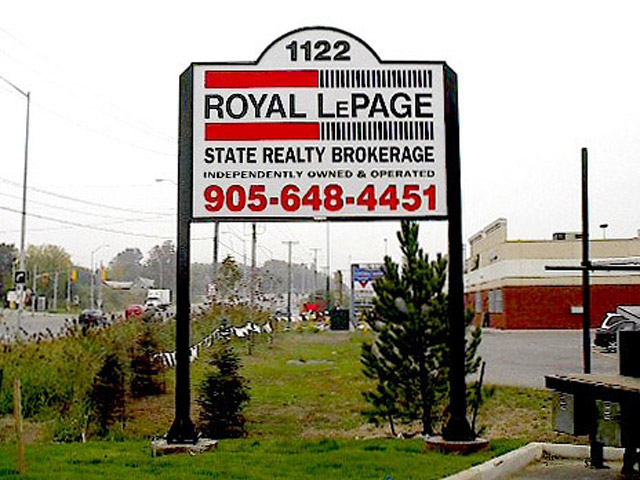 1122
ROYAL LEPAGE
STATE REALTY BROKERAGE
INDEPENDENTLY OWNED & OPERATED
905-648-4451